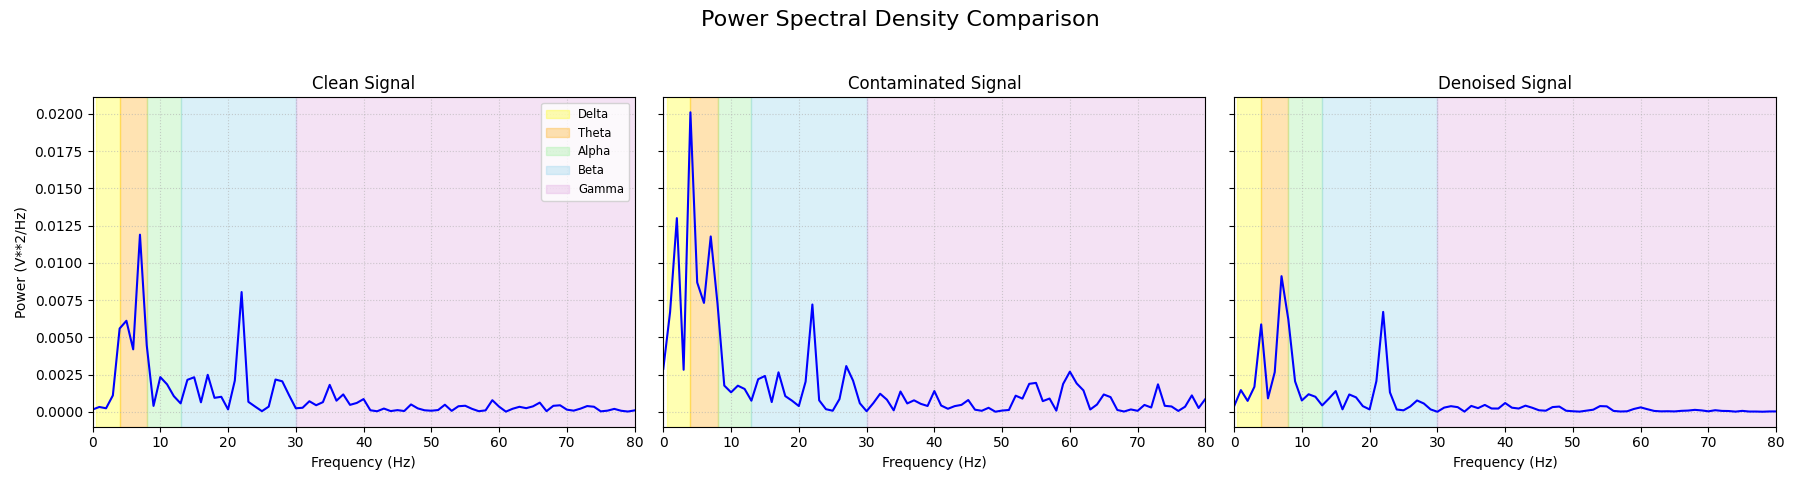 Power Spectral Density Comparison
Clean Signal
Contaminated Signal
Denoised Signal
Delta
Theta
Alpha
Beta
Gamma
0.0200
0.0175
0.0150
0.0125
0.0100
0.0075
0.0050
0.0025
0.0000
Power (V**2/Hz)
0 10 20 30 40 50 60 70 80
Frequency (Hz)
0 10 20 30 40 50 60 70 80
Frequency (Hz)
0 10 20 30 40 50 60 70 80
Frequency (Hz)